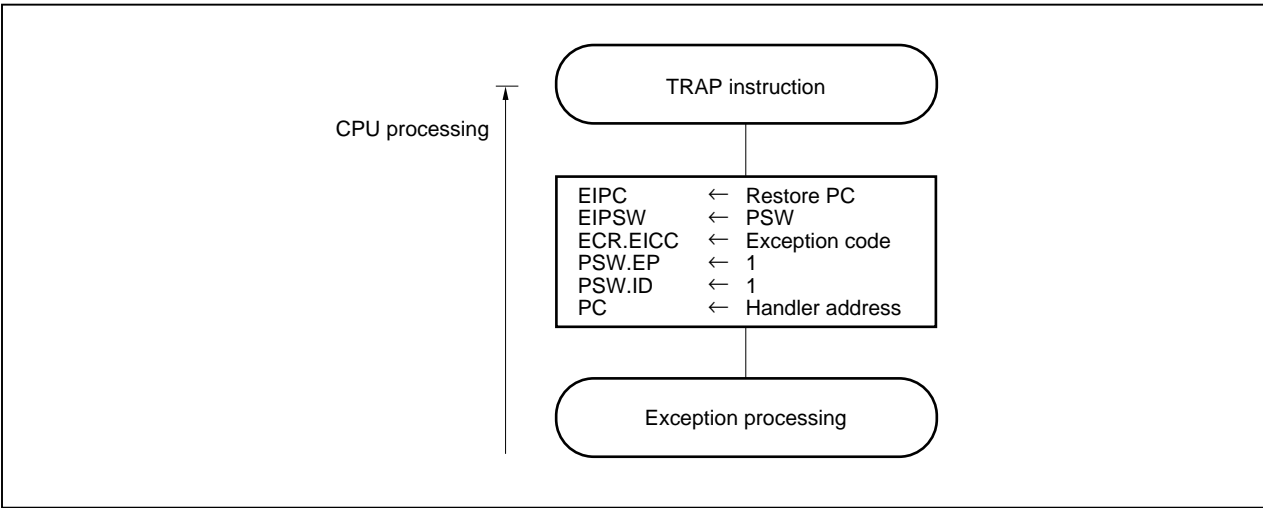 TRAP instruction
CPU processing
EIPC ← Restore PC
EIPSW ← PSW
ECR.EICC ← Exception code
PSW.EP ← 1
PSW.ID ← 1
PC ← Handler address
Exception processing